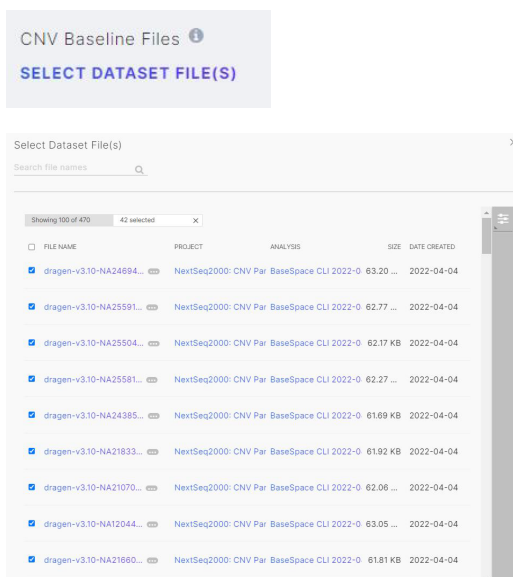 CNV Baseline Files
SELECT DATASET FILE(S)
Select Dataset File(s)
Search file names
Showing 100 of 470 42 selected ×
FILE NAME PROJECT ANALYSIS SIZE DATE CREATED
dragen-v3.10-NA24694... NextSeq2000: CNV Par BaseSpace CLI 2022-0 63.20 ... 2022-04-04
dragen-v3.10-NA25591... NextSeq2000: CNV Par BaseSpace CLI 2022-0 62.77 ... 2022-04-04
dragen-v3.10-NA25504... NextSeq2000: CNV Par BaseSpace CLI 2022-0 62.17 KB 2022-04-04
dragen-v3.10-NA25581... NextSeq2000: CNV Par BaseSpace CLI 2022-0 62.27 ... 2022-04-04
dragen-v3.10-NA24385... NextSeq2000: CNV Par BaseSpace CLI 2022-0 61.69 KB 2022-04-04
dragen-v3.10-NA21833... NextSeq2000: CNV Par BaseSpace CLI 2022-0 61.92 KB 2022-04-04
dragen-v3.10-NA21070... NextSeq2000: CNV Par BaseSpace CLI 2022-0 62.06 ... 2022-04-04
dragen-v3.10-NA12044... NextSeq2000: CNV Par BaseSpace CLI 2022-0 63.05 ... 2022-04-04
dragen-v3.10-NA21660... NextSeq2000: CNV Par BaseSpace CLI 2022-0 61.81 KB 2022-04-04